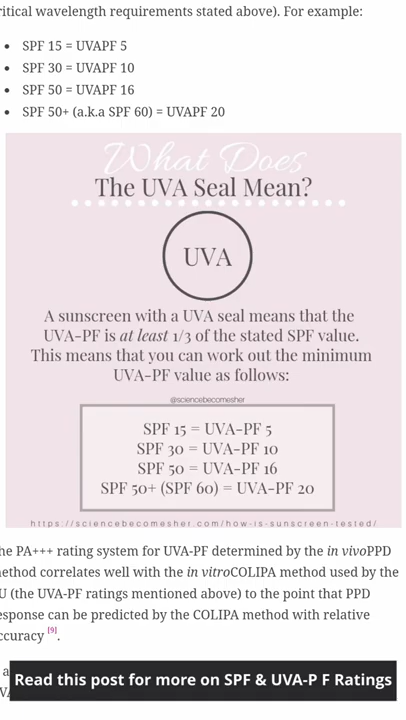 critical wavelength requirements stated above). For example:
• SPF 15 = UVAPF 5
• SPF 30 = UVAPF 10
• SPF 50 = UVAPF 16
• SPF 50+ (a.k.a SPF 60) = UVAPF 20
What Does
The UVA Seal Mean?
UVA
A sunscreen with a UVA seal means that the
UVA-PF is at least 1/3 of the stated SPF value.
This means that you can work out the minimum
UVA-PF value as follows:
@sciencebecomesher
SPF 15 = UVA-PF 5
SPF 30 = UVA-PF 10
SPF 50 = UVA-PF 16
SPF 50+ (SPF 60) = UVA-PF 20
https://sciencebecomesher.com/how-is-sunscreen-tested/
he PA+++ rating system for UVA-PF determined by the in vivoPPD
ethod correlates well with the in vitroCOLIPA method used by the
U (the UVA-PF ratings mentioned above) to the point that PPD
esponse can be predicted by the COLIPA method with relative
ccuracy [9].
Read this post for more on SPF & UVA-P F Ratings